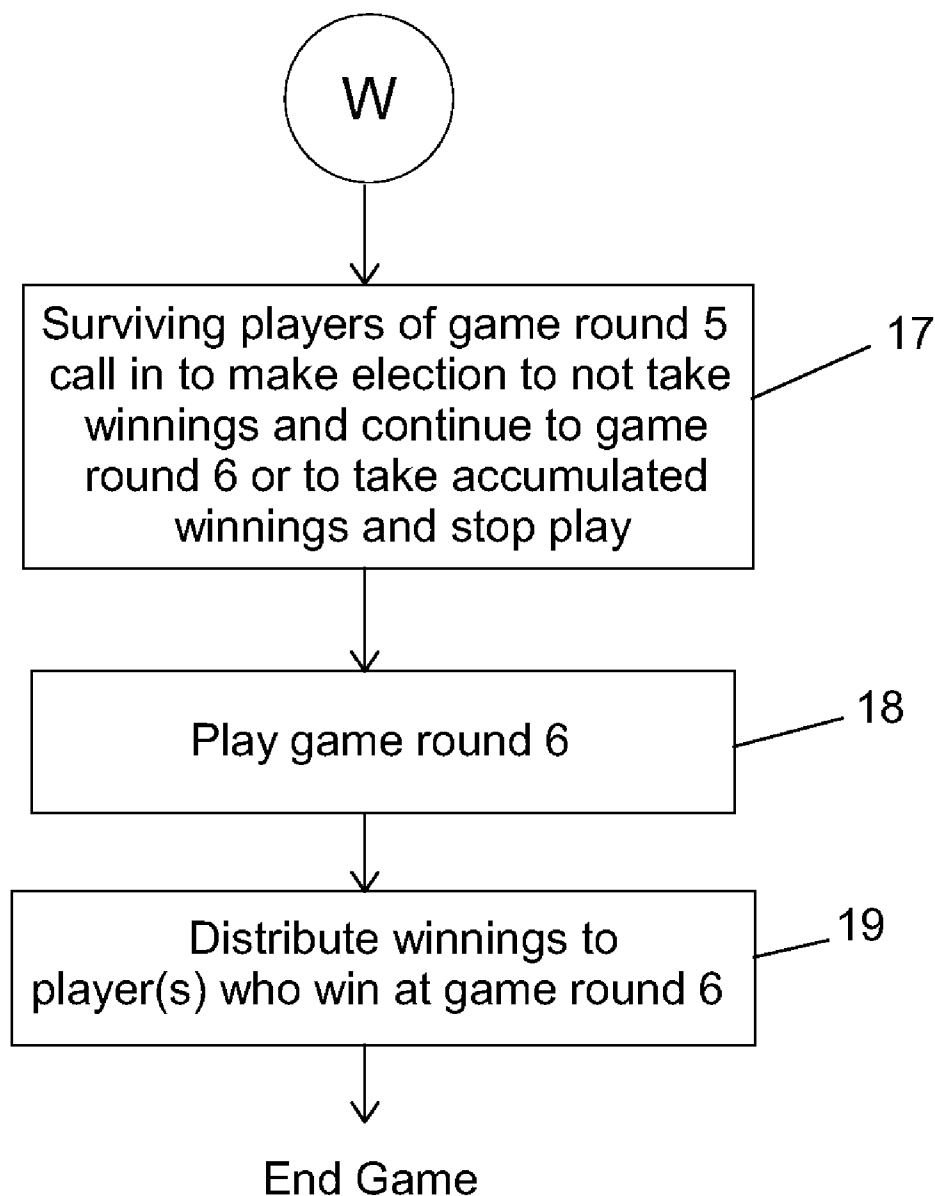 W
Surviving players of game round 5
call in to make election to not take
winnings and continue to game
round 6 or to take accumulated
winnings and stop play
17
Play game round 6
18
Distribute winnings to
player(s) who win at game round 6
19
End Game